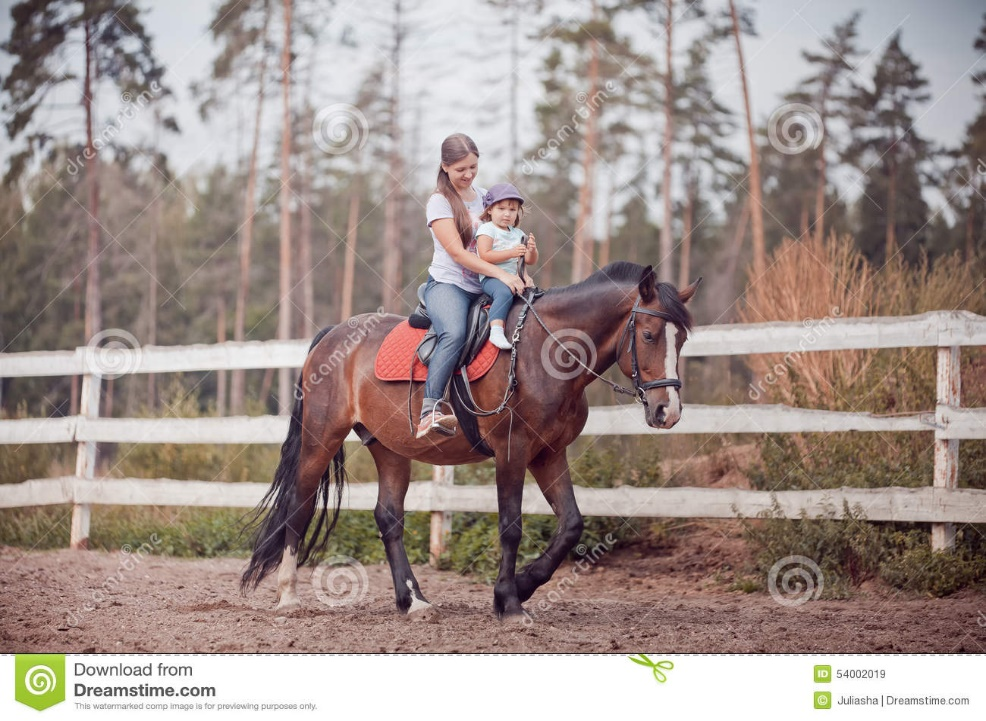 dreamstime
dreamstime
dreamstime
dreamstime
dreamstime
dreamstime
Download from
Dreamstime.com
This watermarked comp image is for previewing purposes only.
ID 54002019
© Juliasha | Dreamstime.com